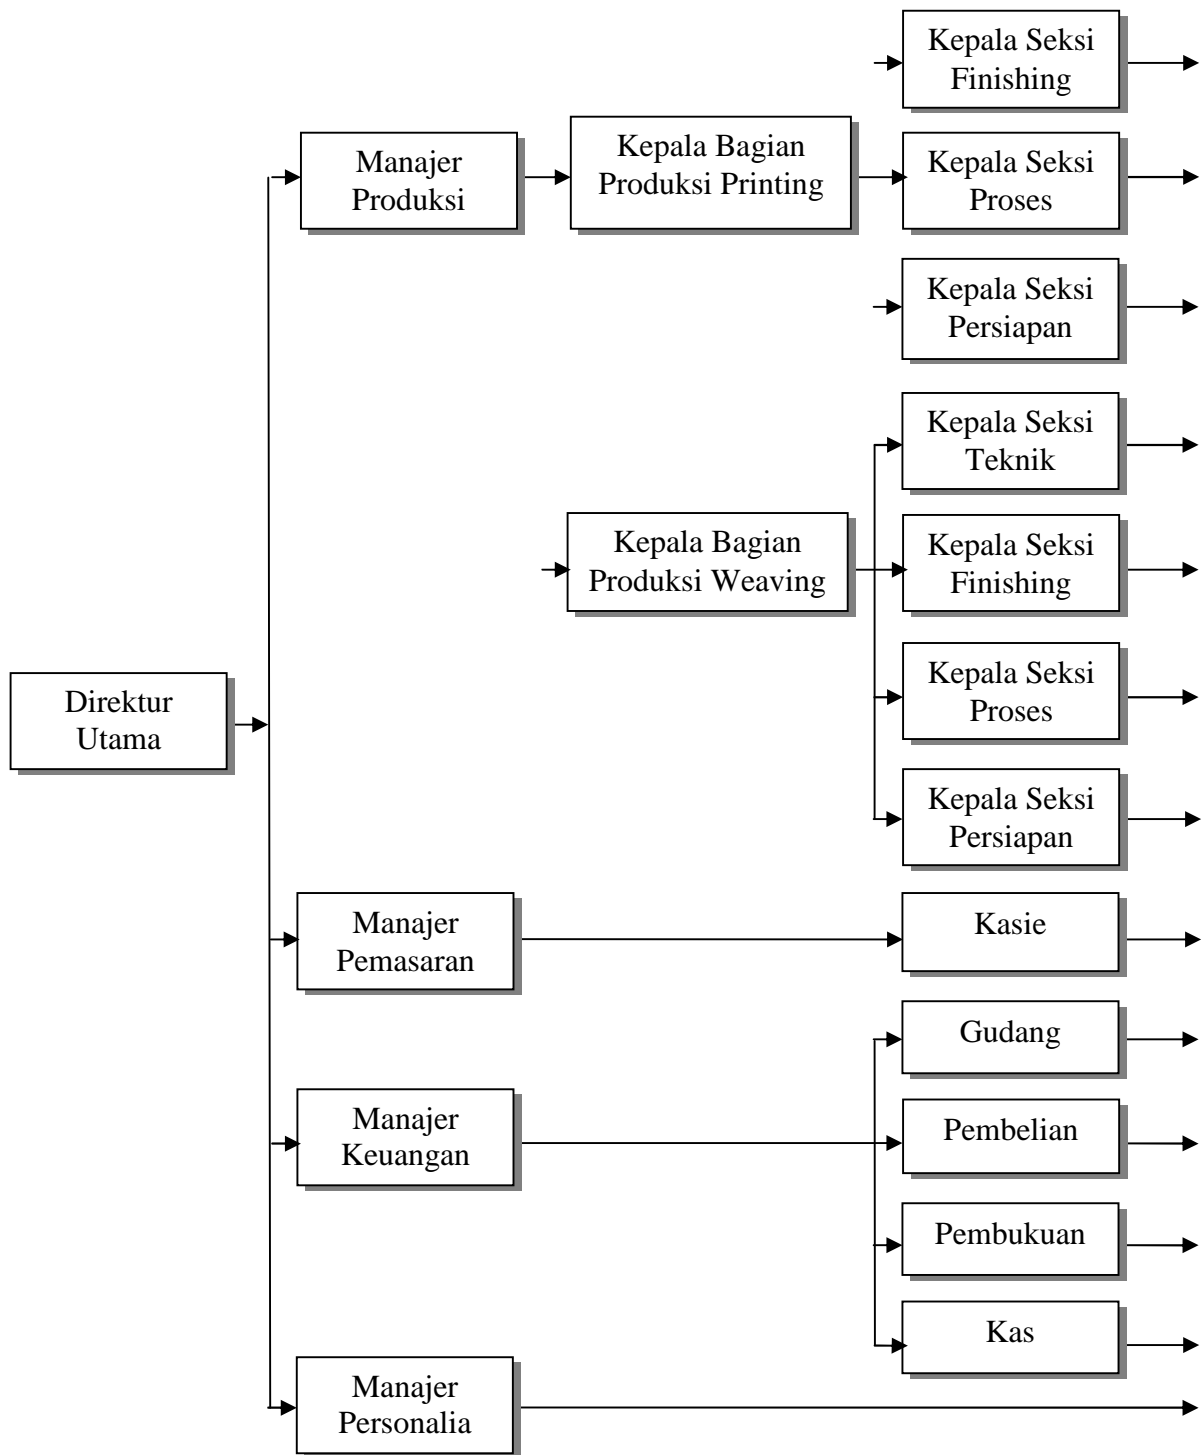 Kepala Seksi
Finishing
Manajer
Produksi
Kepala Bagian
Produksi Printing
Kepala Seksi
Proses
Kepala Seksi
Persiapan
Kepala Seksi
Teknik
Kepala Bagian
Produksi Weaving
Kepala Seksi
Finishing
Kepala Seksi
Proses
Direktur
Utama
Kepala Seksi
Persiapan
Manajer
Pemasaran
Kasie
Gudang
Manajer
Keuangan
Pembelian
Pembukuan
Kas
Manajer
Personalia